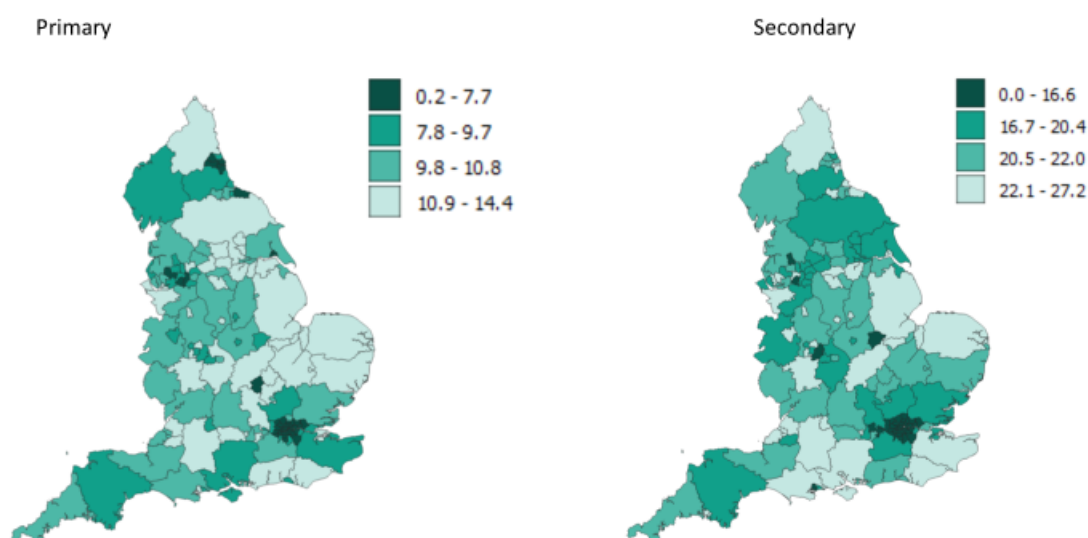 Primary
0.2 - 7.7
7.8 - 9.7
9.8 - 10.8
10.9 - 14.4
Secondary
0.0 - 16.6
16.7 - 20.4
20.5 - 22.0
22.1 - 27.2